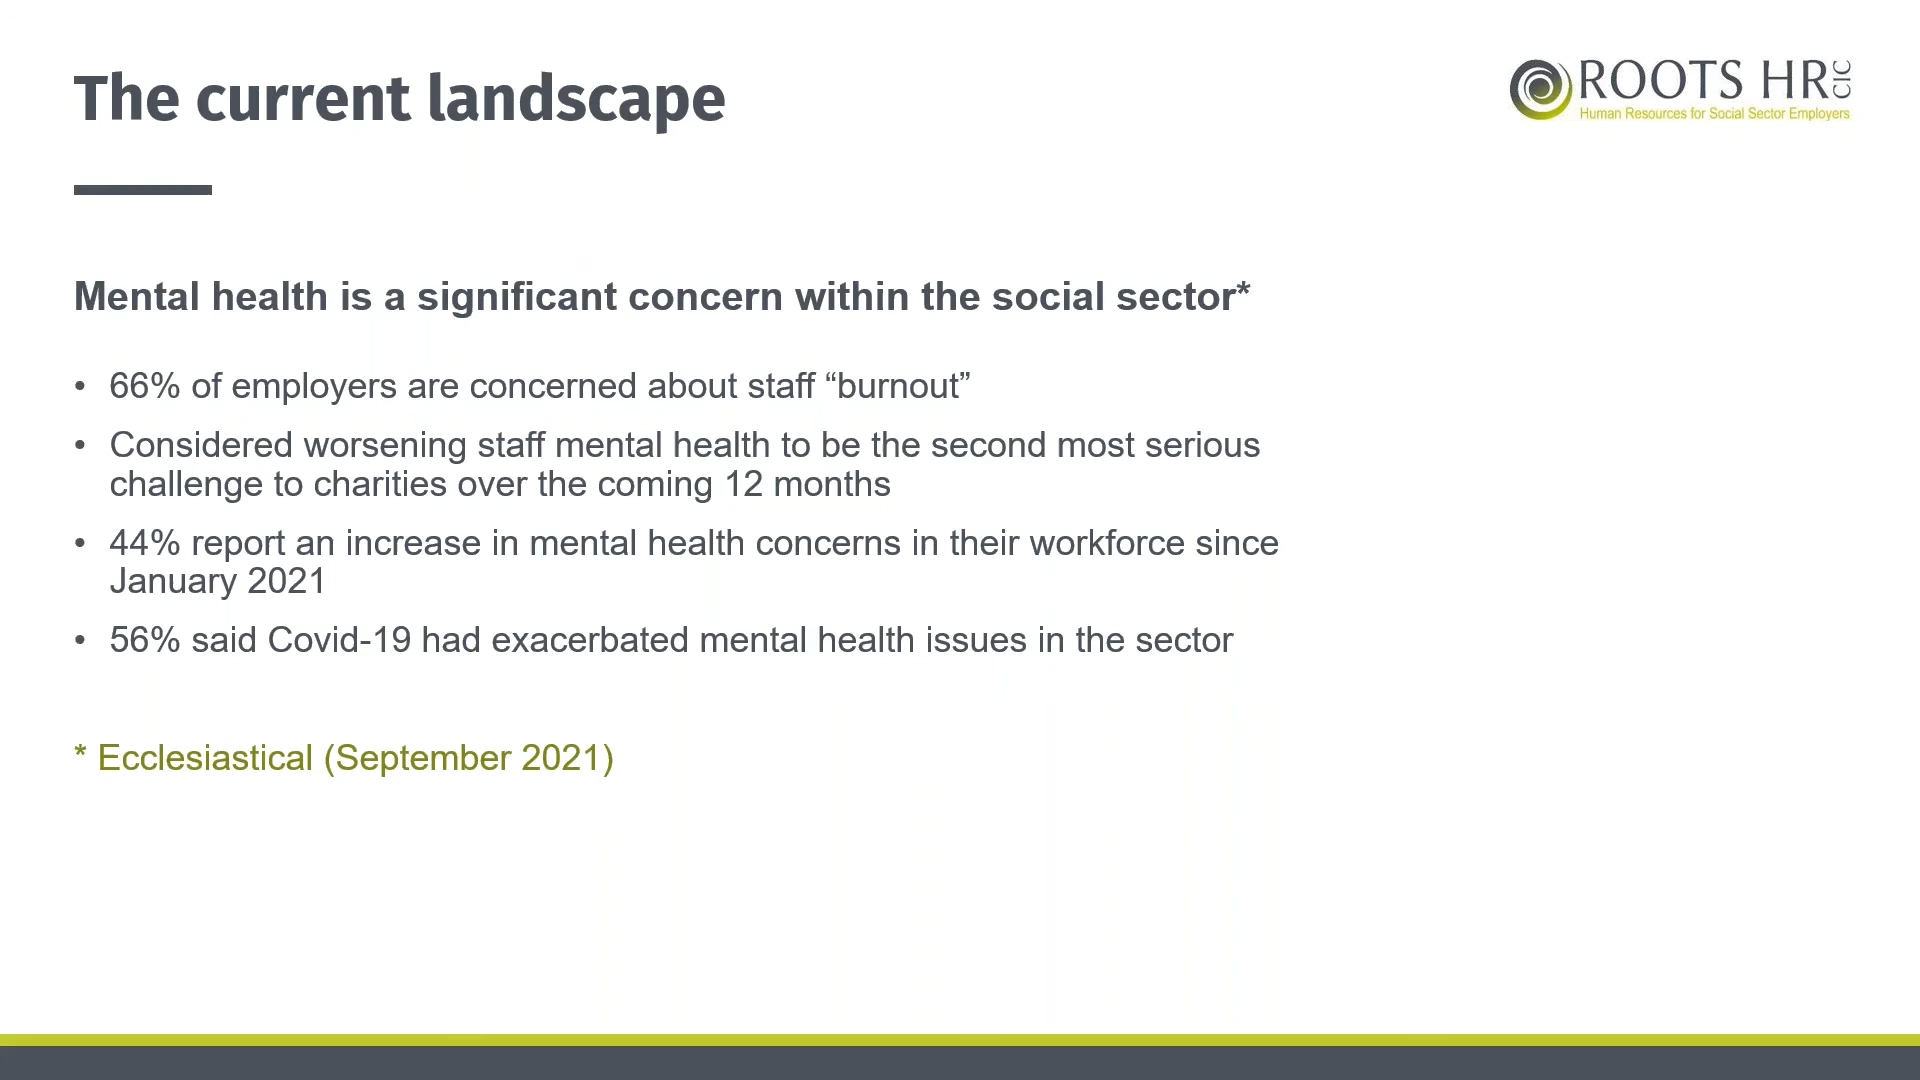 The current landscape
ROOTS HR CIC
Human Resources for Social Sector Employers
Mental health is a significant concern within the social sector*
• 66% of employers are concerned about staff “burnout”
• Considered worsening staff mental health to be the second most serious
challenge to charities over the coming 12 months
• 44% report an increase in mental health concerns in their workforce since
January 2021
• 56% said Covid-19 had exacerbated mental health issues in the sector
* Ecclesiastical (September 2021)